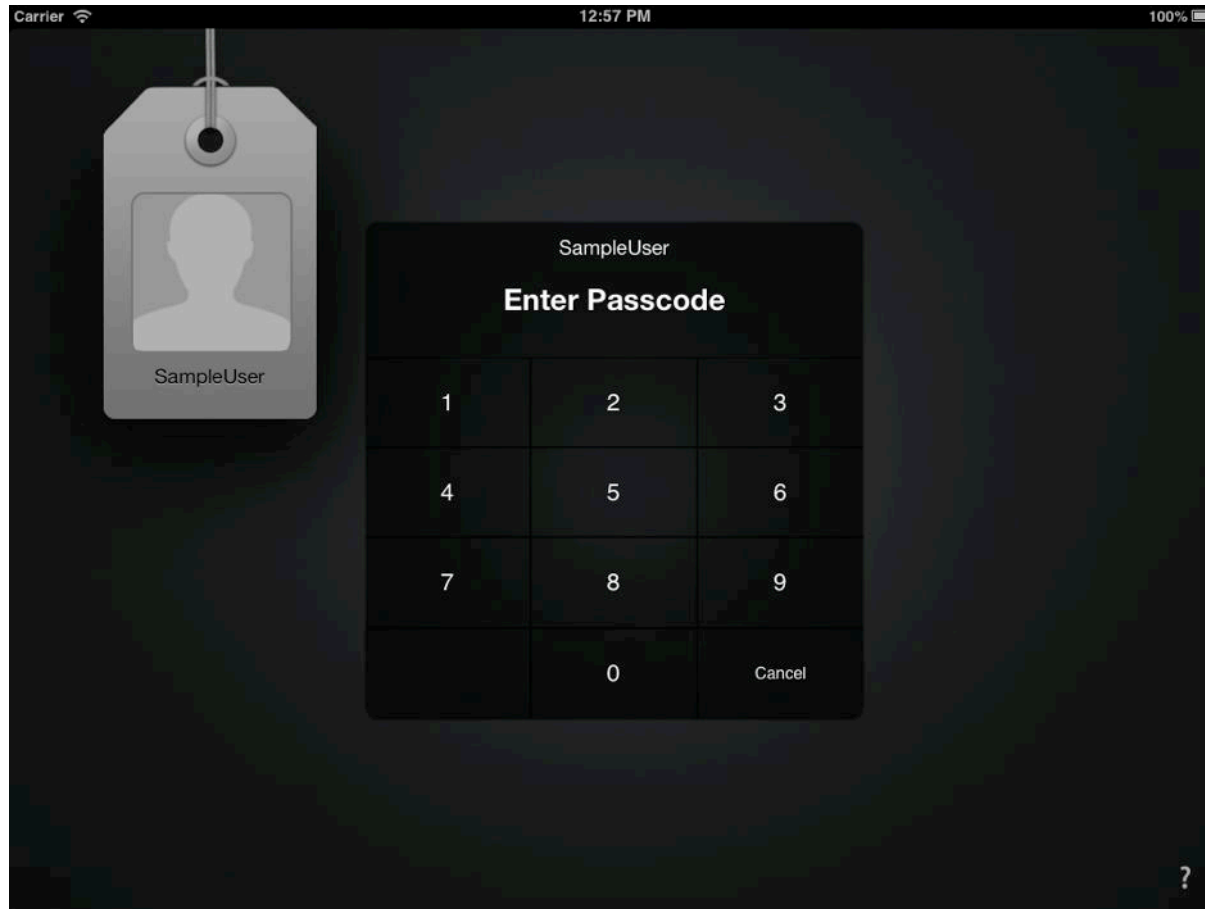 Carrier 12:57 PM 100%
SampleUser
SampleUser
Enter Passcode
1 2 3
4 5 6
7 8 9
0 Cancel
?